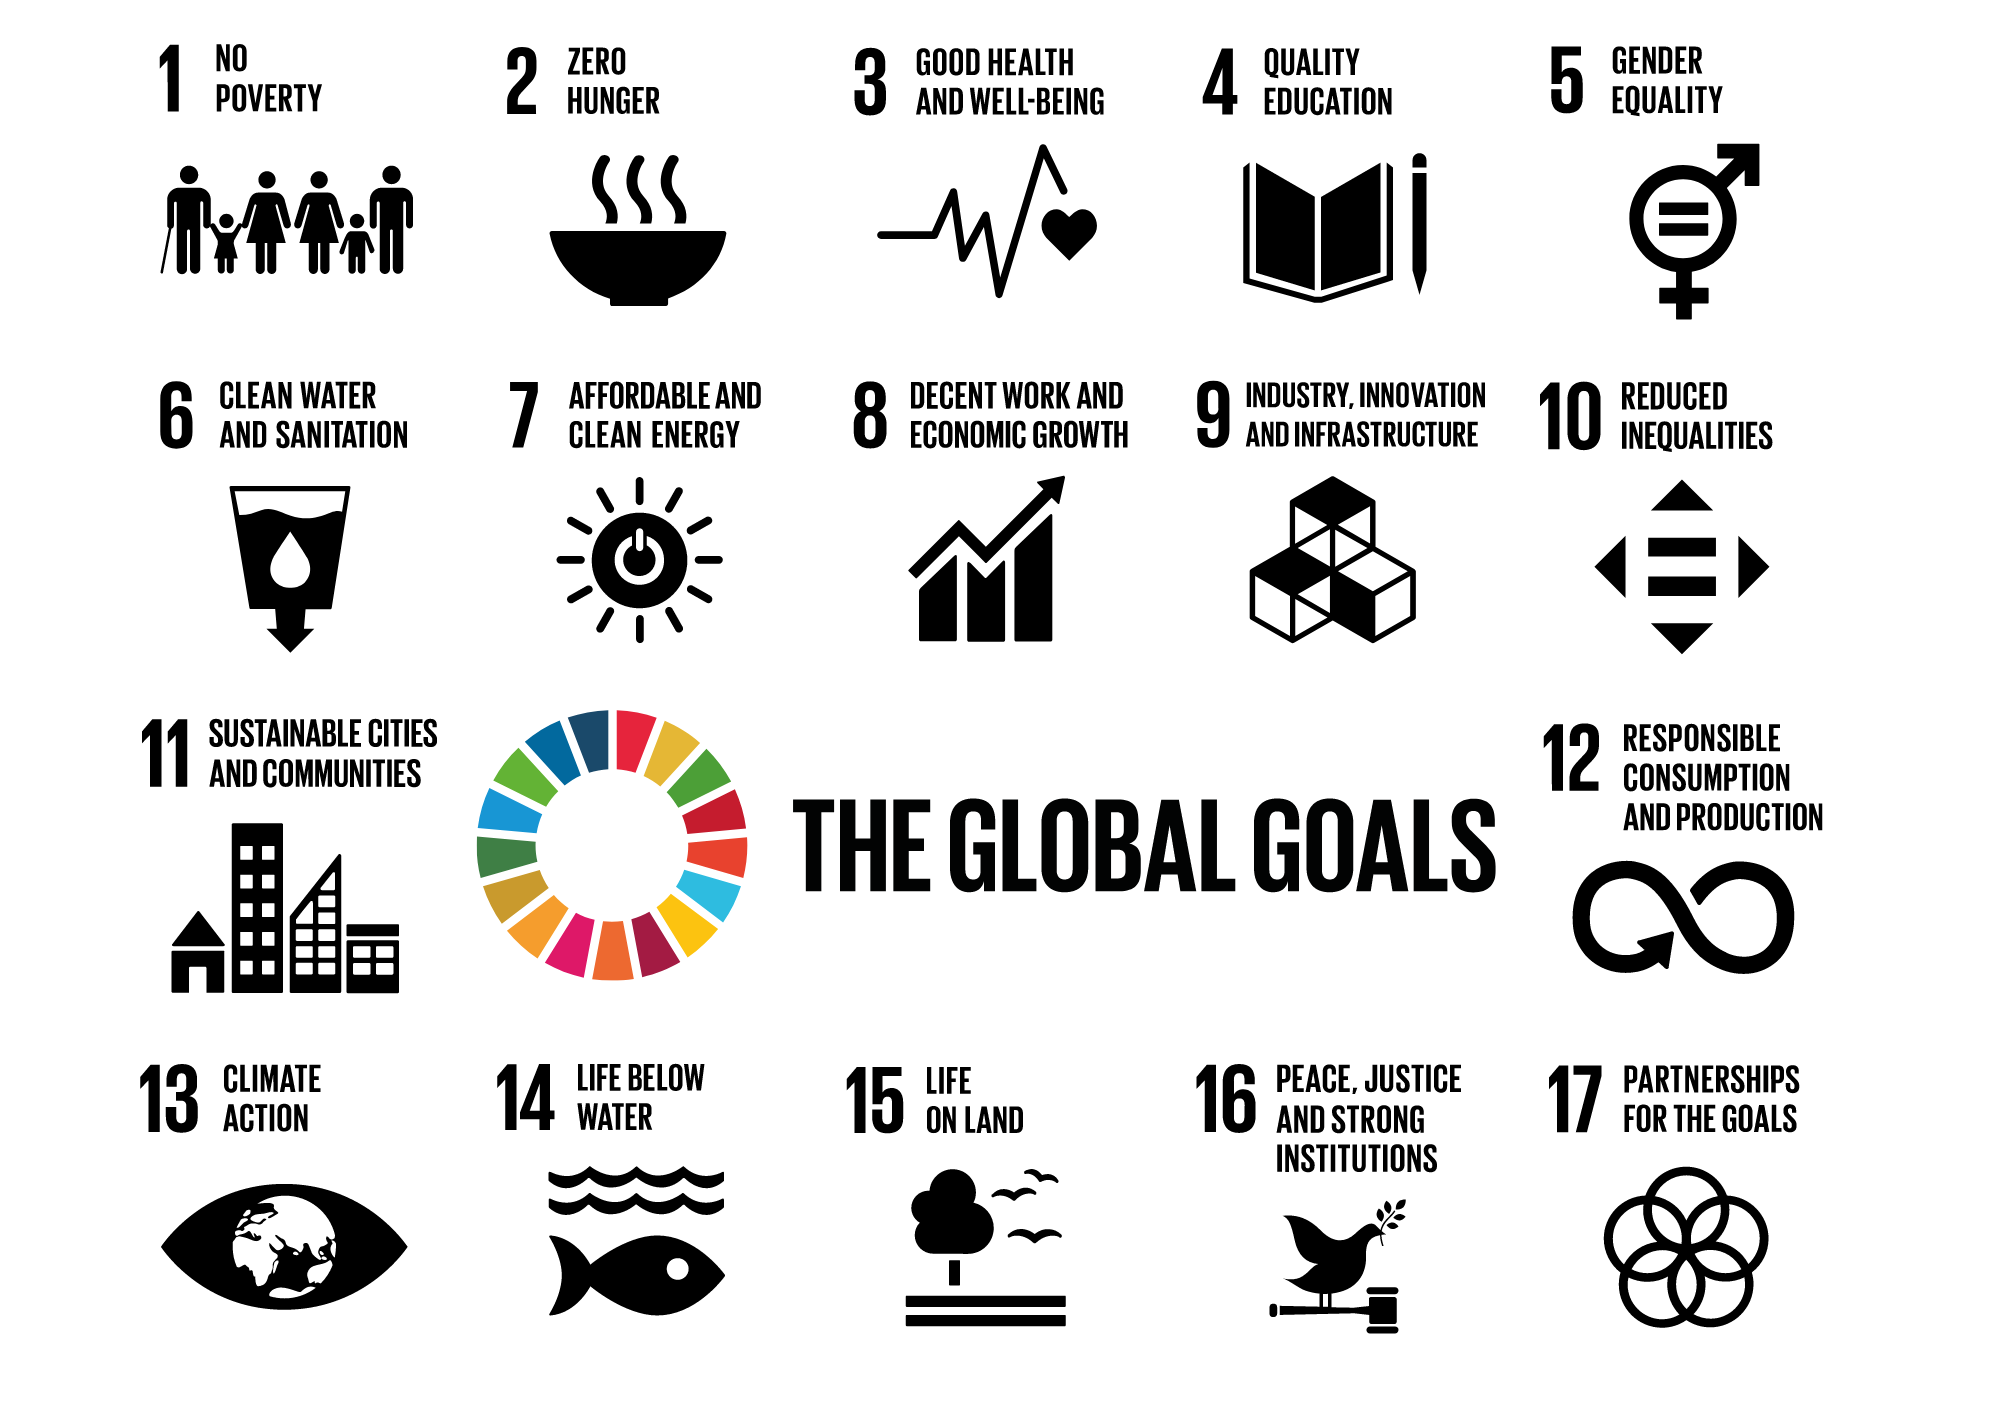 1 NO
POVERTY
2 ZERO
HUNGER
3 GOOD HEALTH
AND WELL-BEING
4 QUALITY
EDUCATION
5 GENDER
EQUALITY
6 CLEAN WATER
AND SANITATION
7 AFFORDABLE AND
CLEAN ENERGY
8 DECENT WORK AND
ECONOMIC GROWTH
9 INDUSTRY, INNOVATION
AND INFRASTRUCTURE
10 REDUCED
INEQUALITIES
11 SUSTAINABLE CITIES
AND COMMUNITIES
THE GLOBAL GOALS
12 RESPONSIBLE
CONSUMPTION
AND PRODUCTION
13 CLIMATE
ACTION
14 LIFE BELOW
WATER
15 LIFE
ON LAND
16 PEACE, JUSTICE
AND STRONG
INSTITUTIONS
17 PARTNERSHIPS
FOR THE GOALS